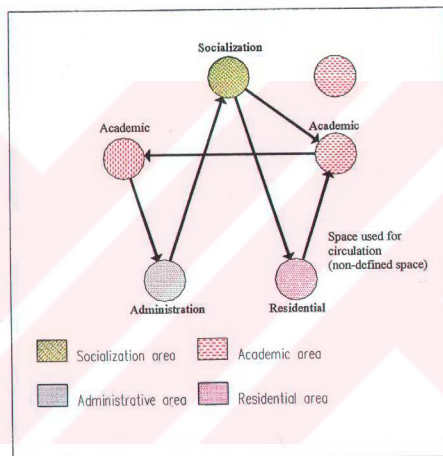 Socialization
Academic
Academic
Space used for
circulation
(non-defined space)
Administration
Residential
Socialization area
Academic area
Administrative area
Residential area